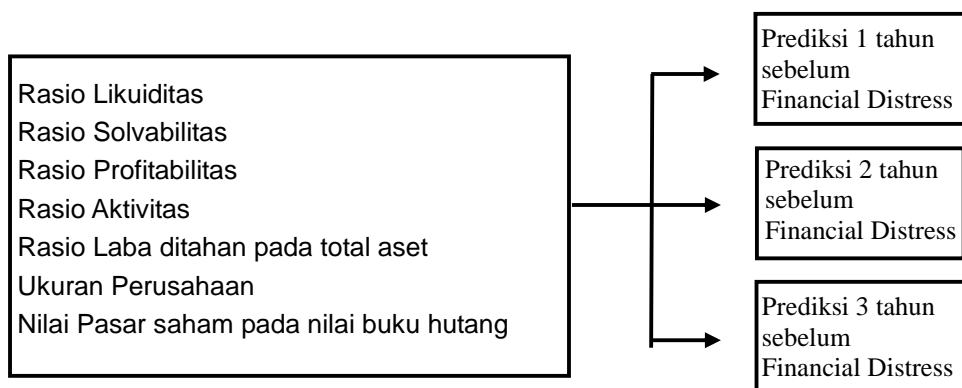 Rasio Likuiditas
Rasio Solvabilitas
Rasio Profitabilitas
Rasio Aktivitas
Rasio Laba ditahan pada total aset
Ukuran Perusahaan
Nilai Pasar saham pada nilai buku hutang
Prediksi 1 tahun
sebelum
Financial Distress
Prediksi 2 tahun
sebelum
Financial Distress
Prediksi 3 tahun
sebelum
Financial Distress